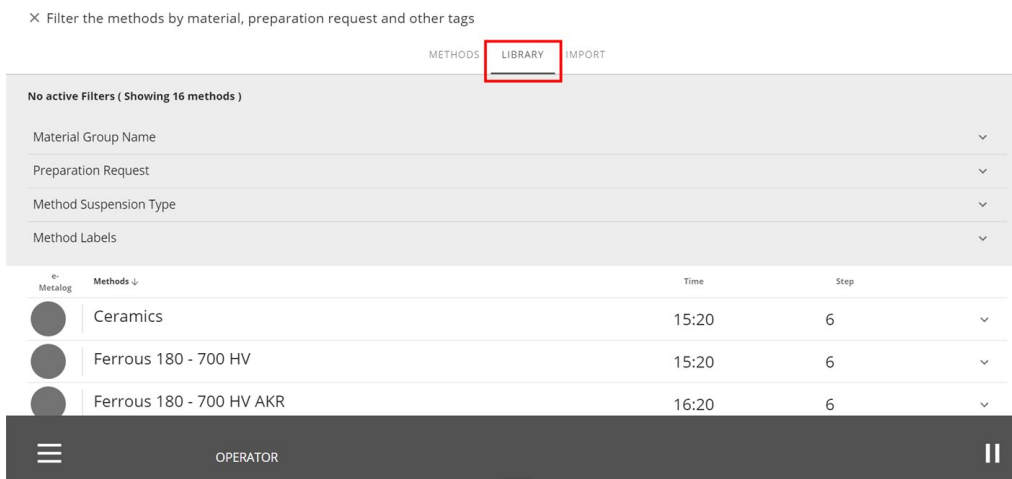 × Filter the methods by material, preparation request and other tags
METHODS LIBRARY IMPORT
No active Filters ( Showing 16 methods )
Material Group Name
Preparation Request
Method Suspension Type
Method Labels
e-
Metalog Methods ↓ Time Step
Ceramics 15:20 6
Ferrous 180 - 700 HV 15:20 6
Ferrous 180 - 700 HV AKR 16:20 6
OPERATOR